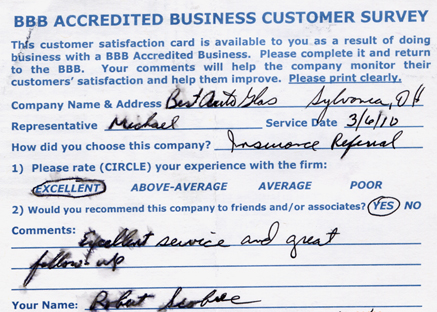 BBB ACCREDITED BUSINESS CUSTOMER SURVEY
This customer satisfaction card is available to you as a result of doing
business with a BBB Accredited Business. Please complete it and return
to the BBB. Your comments will help the company monitor their
customers' satisfaction and help them improve. Please print clearly.
Company Name & Address Best Auto Glas Sylvania, OH
Representative Michael Service Date 3/6/10
How did you choose this company? Insurance Referral
1) Please rate (CIRCLE) your experience with the firm:
EXCELLENT ABOVE-AVERAGE AVERAGE POOR
2) Would you recommend this company to friends and/or associates? YES NO
Comments: Excellent service and great
follow up
Your Name: Robert